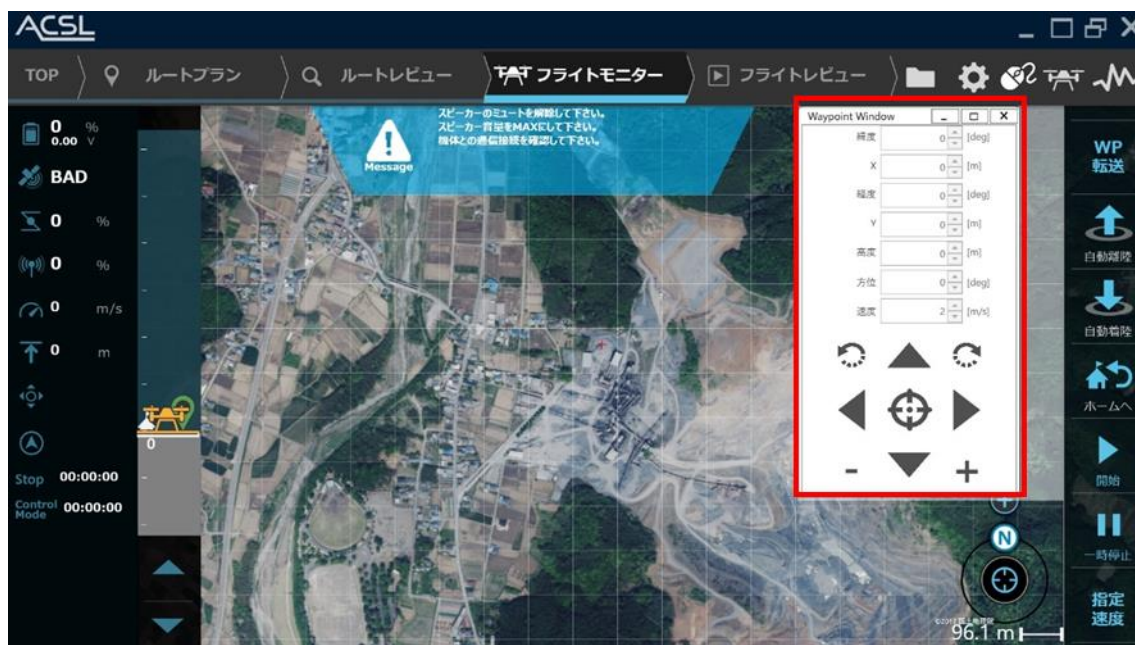 ACSL
TOP
ルートプラン
ルートレビュー
フライトモニター
フライトレビュー
スピーカーのミュートを解除して下さい。
スピーカー音量をMAXにして下さい。
機体との通信接続を確認して下さい。
Message
0 %
0.00 V
BAD
0 %
0 %
0 m/s
0 m
Stop 00:00:00
Control Mode 00:00:00
0
Waypoint Window
緯度 0 [deg]
X 0 [m]
経度 0 [deg]
Y 0 [m]
高度 0 [m]
方位 0 [deg]
速度 2 [m/s]
- +
N
96.1 m
WP
転送
自動離陸
自動着陸
ホームへ
開始
一時停止
指定
速度